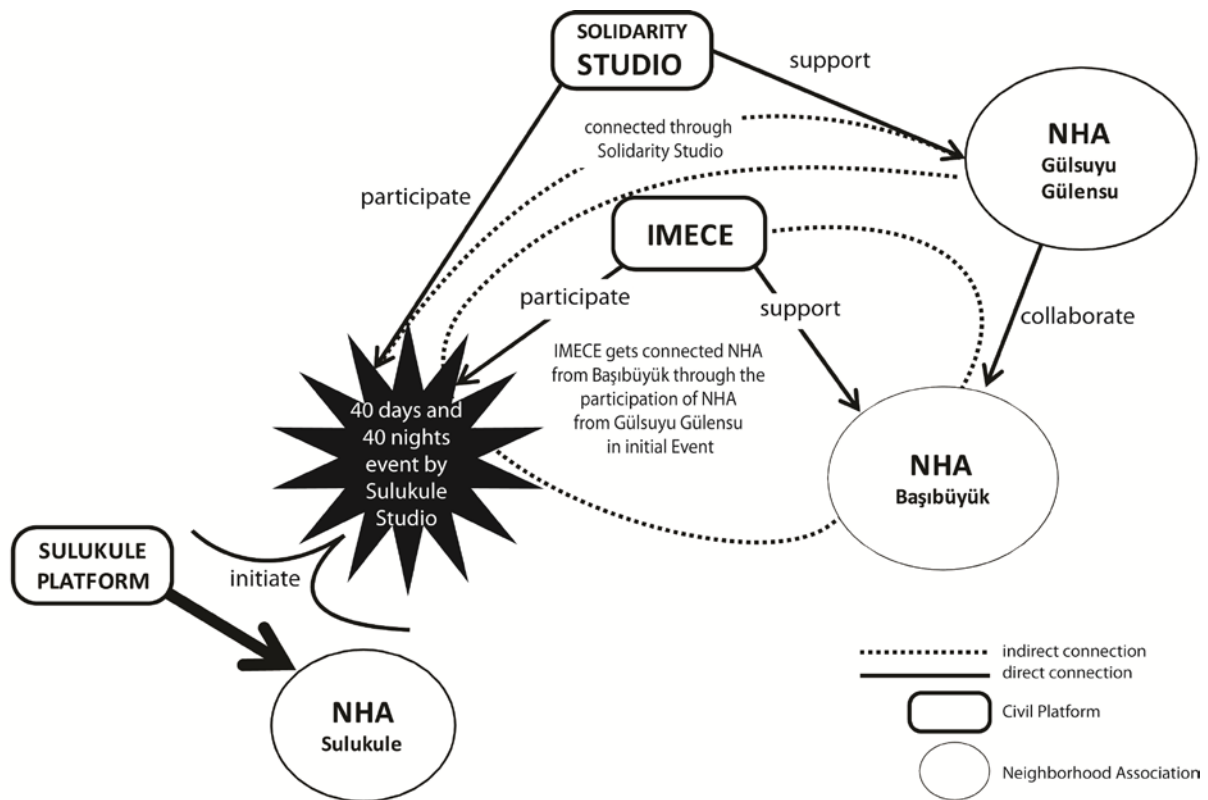 SOLIDARITY
STUDIO
support
NHA
Gülsuyu
Gülensu
connected through
Solidarity Studio
participate
IMECE
participate
support
collaborate
IMECE gets connected NHA
from Başıbüyük through the
participation of NHA
from Gülsuyu Gülensu
in initial Event
40 days and
40 nights
event by
Sulukule
Studio
NHA
Başıbüyük
SULUKULE
PLATFORM
initiate
NHA
Sulukule
indirect connection
direct connection
Civil Platform
Neighborhood Association